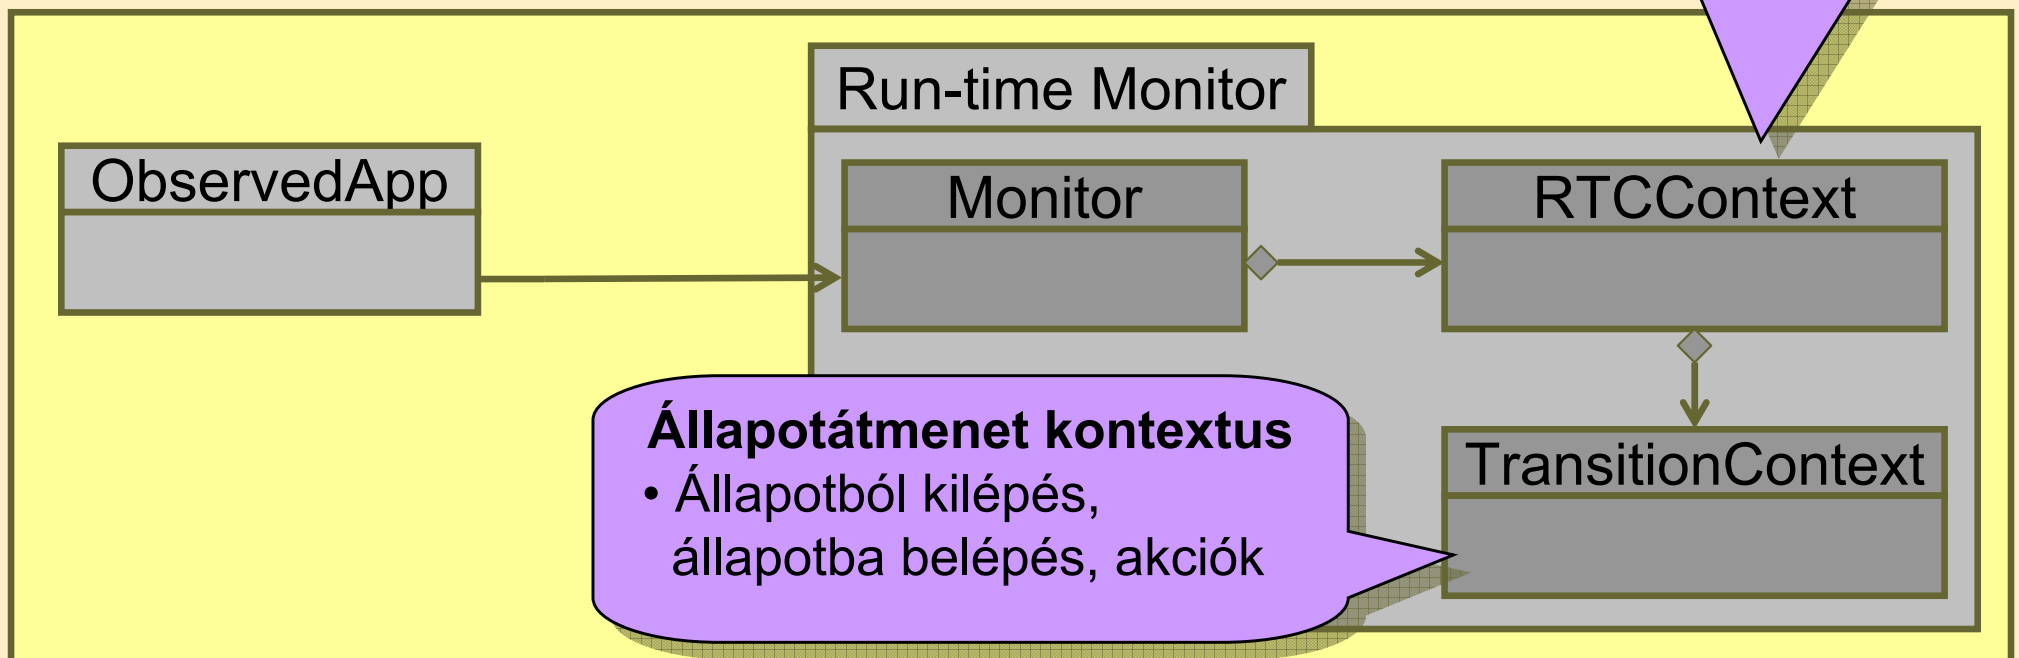 Run-time Monitor
ObservedApp
Monitor
RTCContext
Állapotátmenet kontextus
• Állapotból kilépés,
állapotba belépés, akciók
TransitionContext